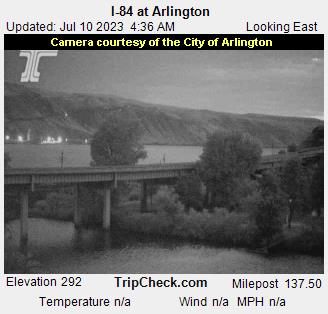 I-84 at Arlington
Updated: Jul 10 2023 4:36 AM Looking East
Camera courtesy of the City of Arlington
Elevation 292 TripCheck.com Milepost 137.50
Temperature n/a Wind n/a MPH n/a